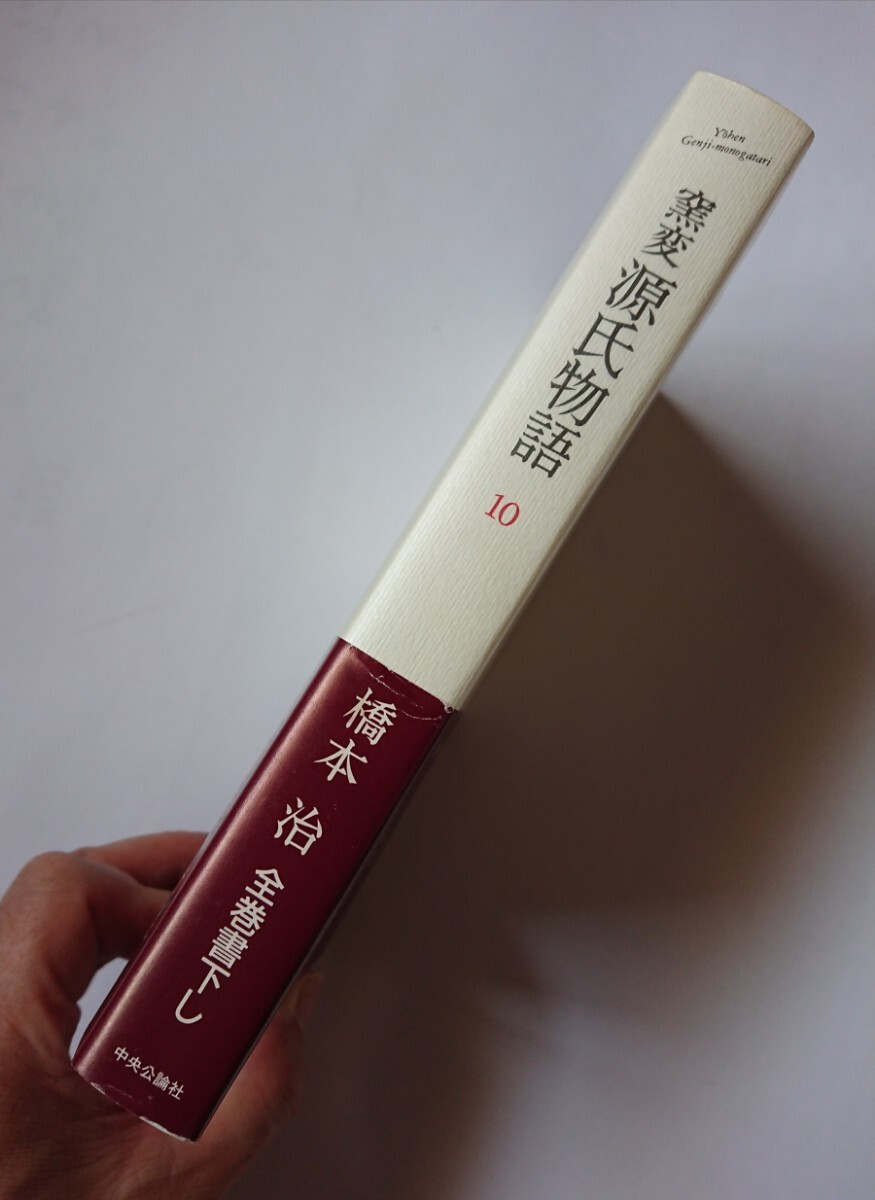 Yōhen
Genji-monogatari
窯変 源氏物語
10
橋本 治
全巻書下し
中央公論社